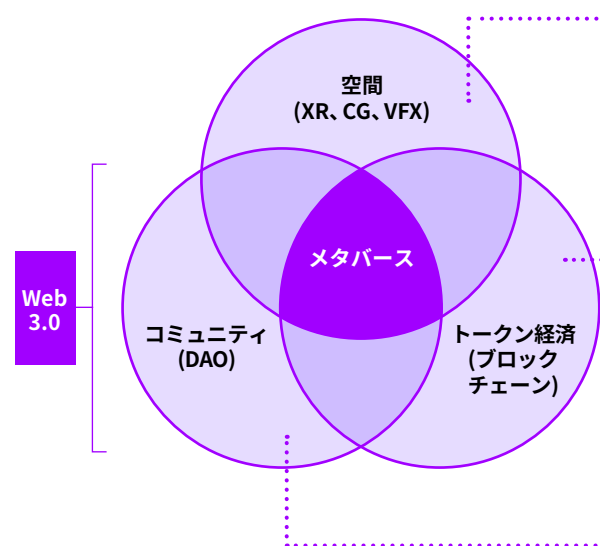 空間
(XR、CG、VFX)
メタバース
Web
3.0
コミュニティ
(DAO)
トークン経済
(ブロック
チェーン)